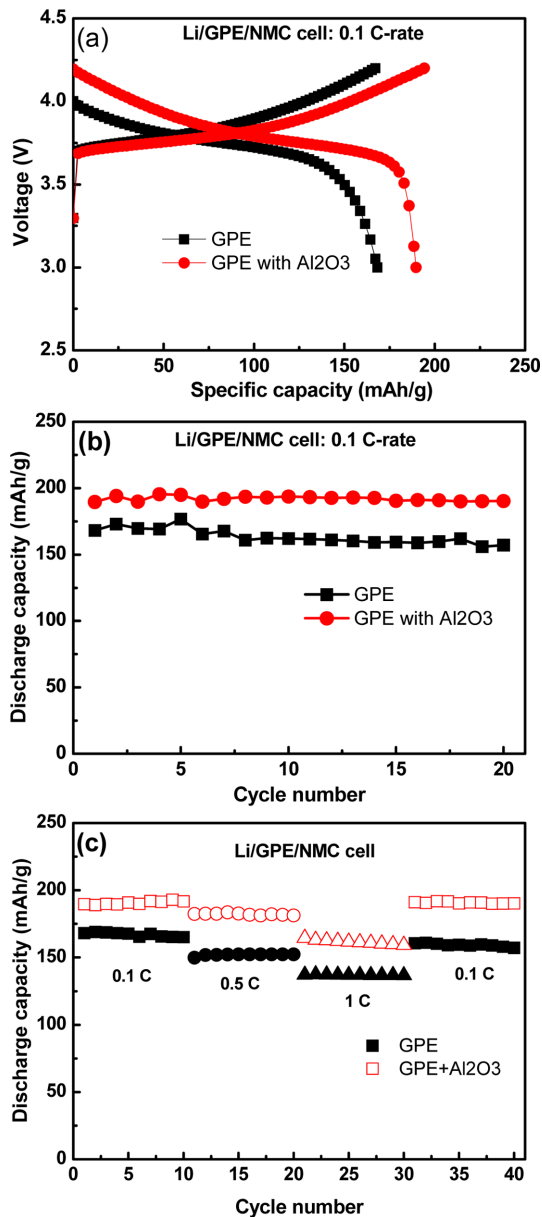 (a)
Li/GPE/NMC cell: 0.1 C-rate
4.5
4.0
3.5
3.0
2.5
Voltage (V)
GPE
GPE with Al2O3
0 50 100 150 200 250
Specific capacity (mAh/g)
(b)
Li/GPE/NMC cell: 0.1 C-rate
250
200
150
100
50
0
Discharge capacity (mAh/g)
GPE
GPE with Al2O3
0 5 10 15 20
Cycle number
(c)
Li/GPE/NMC cell
250
200
150
100
50
0
Discharge capacity (mAh/g)
0.1 C 0.5 C 1 C 0.1 C
GPE
GPE+Al2O3
0 5 10 15 20 25 30 35 40
Cycle number